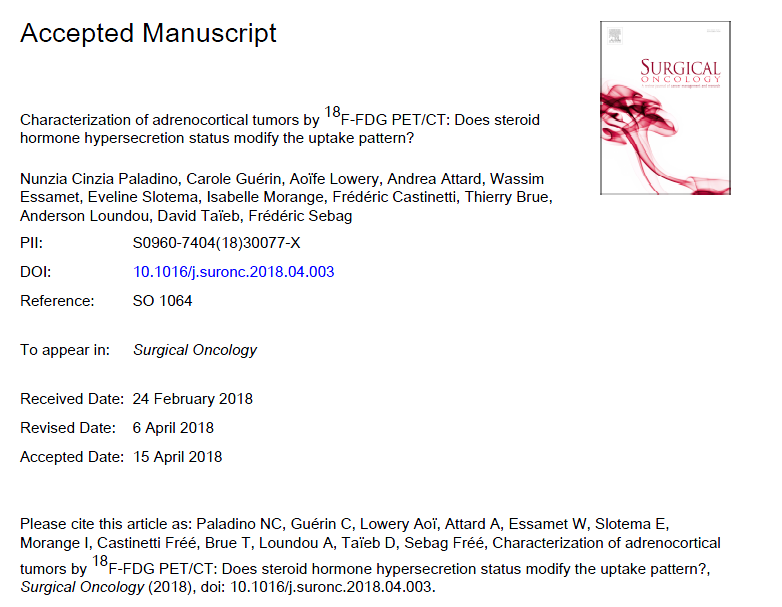 Accepted Manuscript
Characterization of adrenocortical tumors by 18F-FDG PET/CT: Does steroid
hormone hypersecretion status modify the uptake pattern?
Nunzia Cinzia Paladino, Carole Guérin, Aoïfe Lowery, Andrea Attard, Wassim
Essamet, Eveline Slotema, Isabelle Morange, Frédéric Castinetti, Thierry Brue,
Anderson Loundou, David Taïeb, Frédéric Sebag
PII: S0960-7404(18)30077-X
DOI: 10.1016/j.suronc.2018.04.003
Reference: SO 1064
To appear in: Surgical Oncology
Received Date: 24 February 2018
Revised Date: 6 April 2018
Accepted Date: 15 April 2018
Please cite this article as: Paladino NC, Guérin C, Lowery Aoï, Attard A, Essamet W, Slotema E,
Morange I, Castinetti Fréé, Brue T, Loundou A, Taïeb D, Sebag Fréé, Characterization of adrenocortical
tumors by 18F-FDG PET/CT: Does steroid hormone hypersecretion status modify the uptake pattern?,
Surgical Oncology (2018), doi: 10.1016/j.suronc.2018.04.003.
SURGICAL
ONCOLOGY